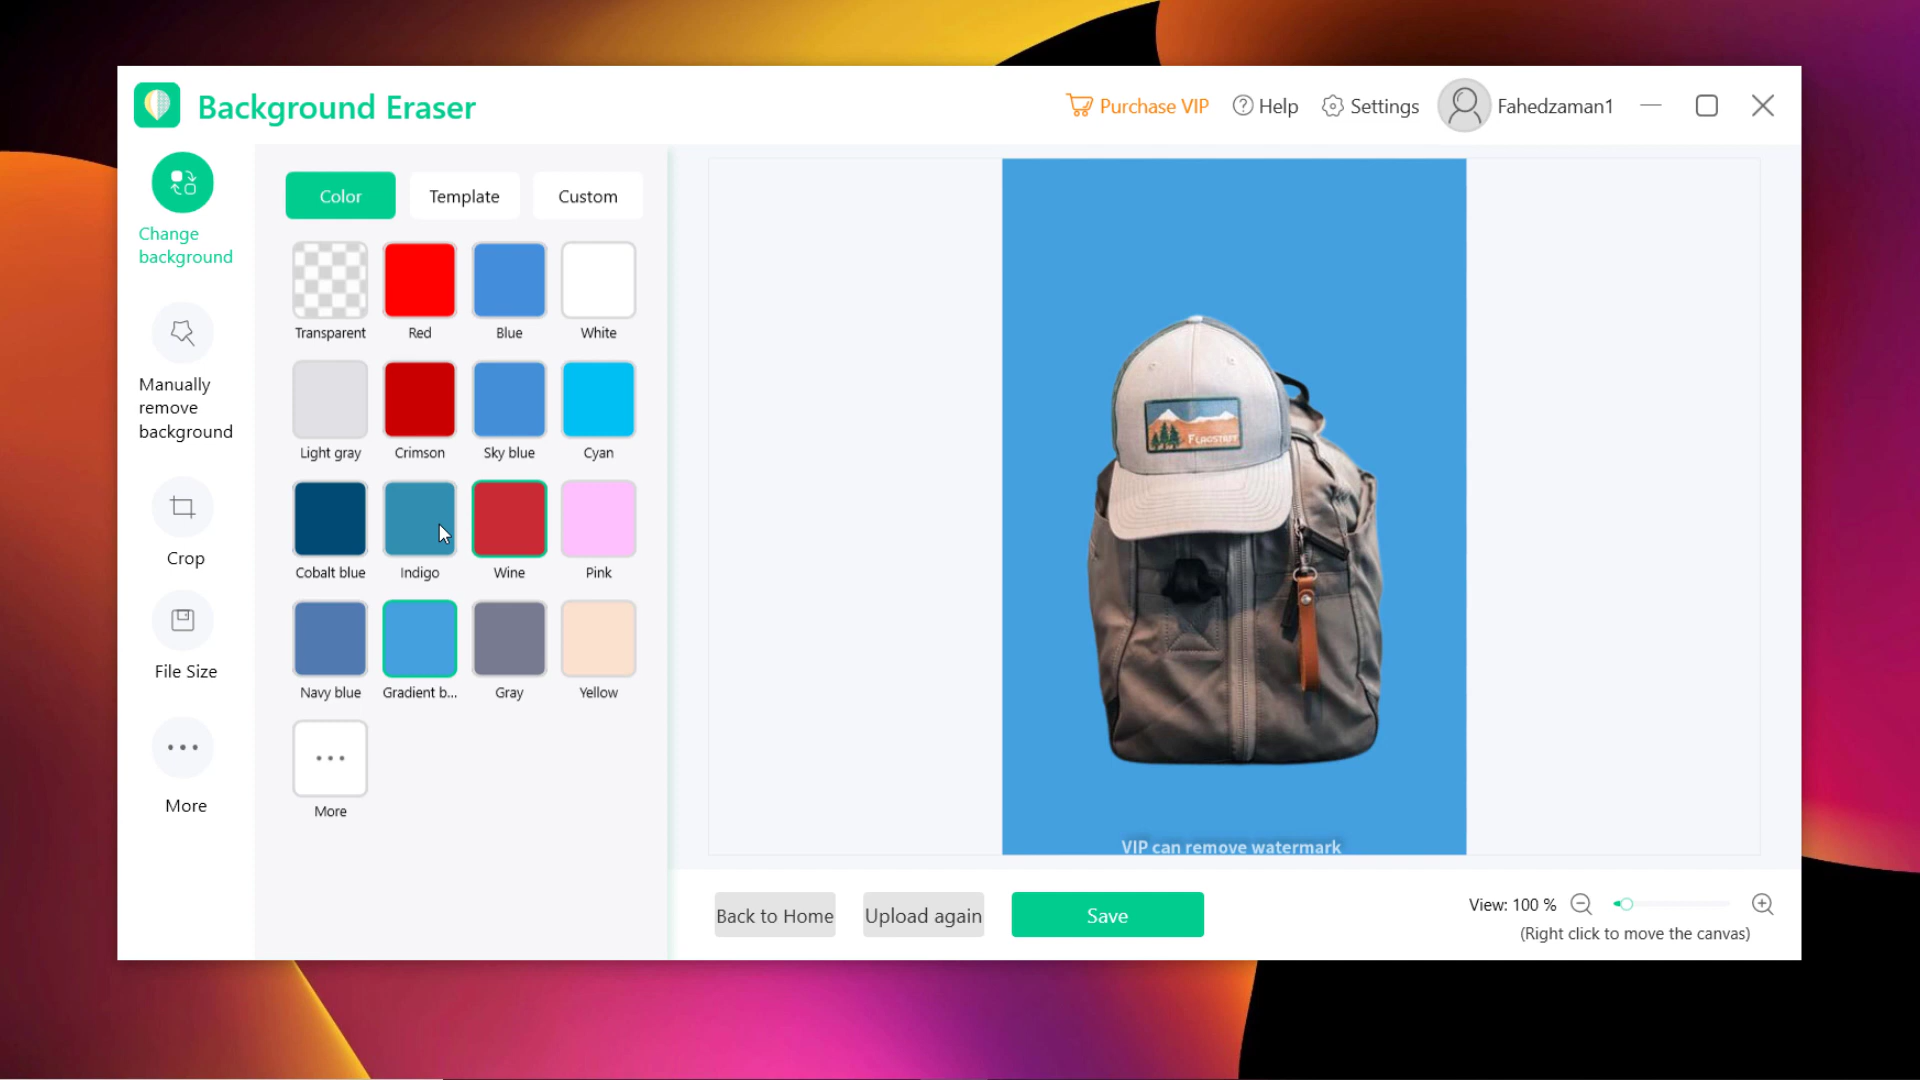 Background Eraser
Purchase VIP
Help
Settings
Fahedzaman1
Change
background
Manually
remove
background
Crop
File Size
More
Color
Template
Custom
Transparent
Red
Blue
White
Light gray
Crimson
Sky blue
Cyan
Cobalt blue
Indigo
Wine
Pink
Navy blue
Gradient b...
Gray
Yellow
More
FLAGSTAFF
VIP can remove watermark
Back to Home
Upload again
Save
View: 100 %
(Right click to move the canvas)